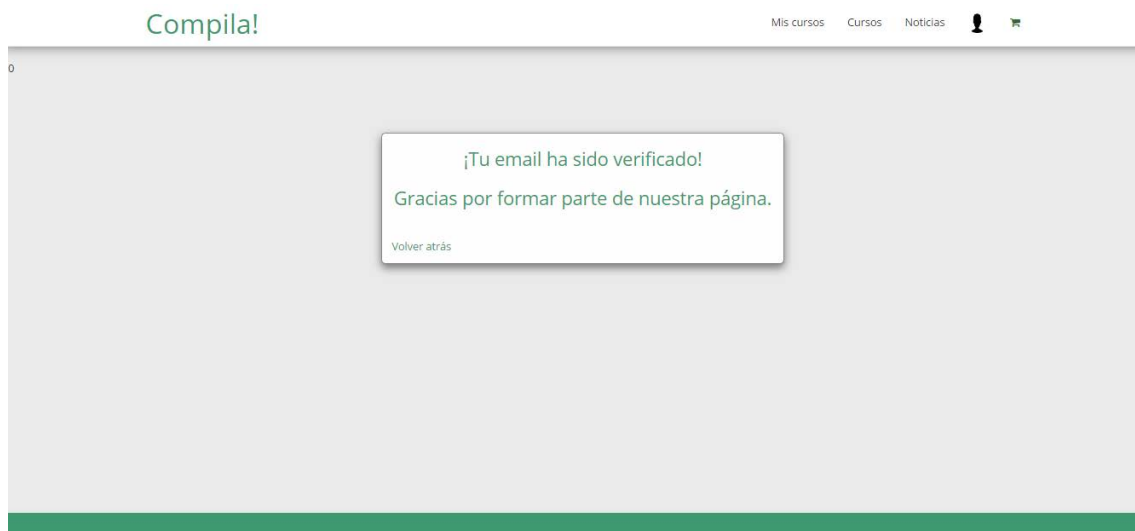 Compila!
Mis cursos Cursos Noticias
0
¡Tu email ha sido verificado!
Gracias por formar parte de nuestra página.
Volver atrás